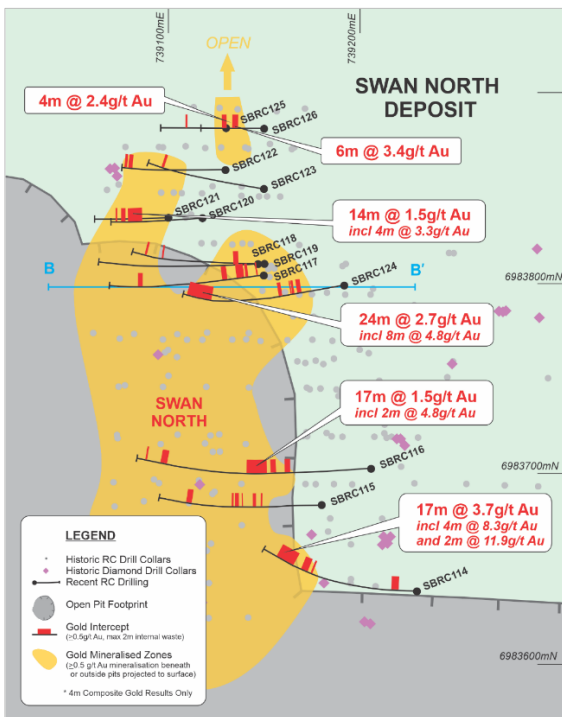 739100mE
739200mE
OPEN
SWAN NORTH
DEPOSIT
4m @ 2.4g/t Au
SBRC125
SBRC126
6m @ 3.4g/t Au
SBRC122
SBRC123
SBRC121
SBRC120
14m @ 1.5g/t Au
incl 4m @ 3.3g/t Au
SBRC118
SBRC119
SBRC117
SBRC124
B
B'
6983800mN
24m @ 2.7g/t Au
incl 8m @ 4.8g/t Au
17m @ 1.5g/t Au
incl 2m @ 4.8g/t Au
SWAN
NORTH
SBRC116
6983700mN
SBRC115
17m @ 3.7g/t Au
incl 4m @ 8.3g/t Au
and 2m @ 11.9g/t Au
SBRC114
6983600mN
LEGEND
Historic RC Drill Collars
Historic Diamond Drill Collars
Recent RC Drilling
Open Pit Footprint
Gold Intercept
(≥0.5g/t Au, max 2m internal waste)
Gold Mineralised Zones
(≥0.5 g/t Au mineralisation beneath
or outside pits projected to surface)
* 4m Composite Gold Results Only